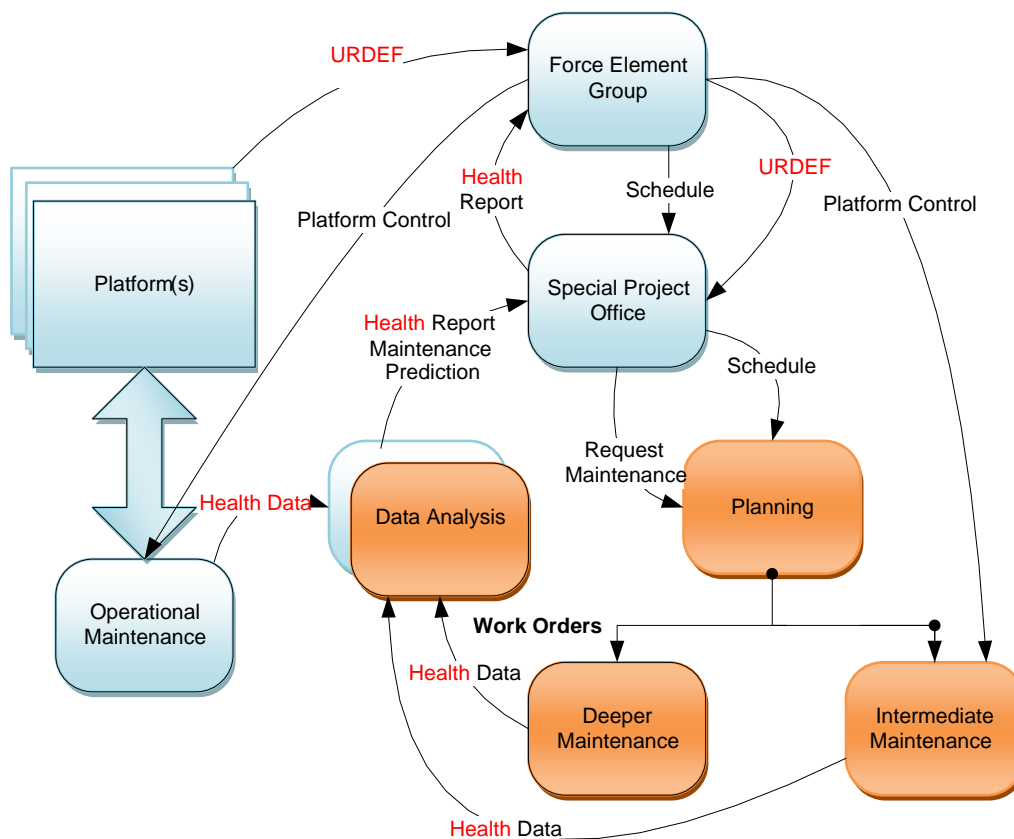 URDEF
Force Element
Group
Health
Report
Schedule
URDEF
Platform Control
Platform Control
Platform(s)
Special Project
Office
Health Report
Maintenance
Prediction
Schedule
Request
Maintenance
Health Data
Data Analysis
Planning
Operational
Maintenance
Work Orders
Health Data
Deeper
Maintenance
Intermediate
Maintenance
Health Data